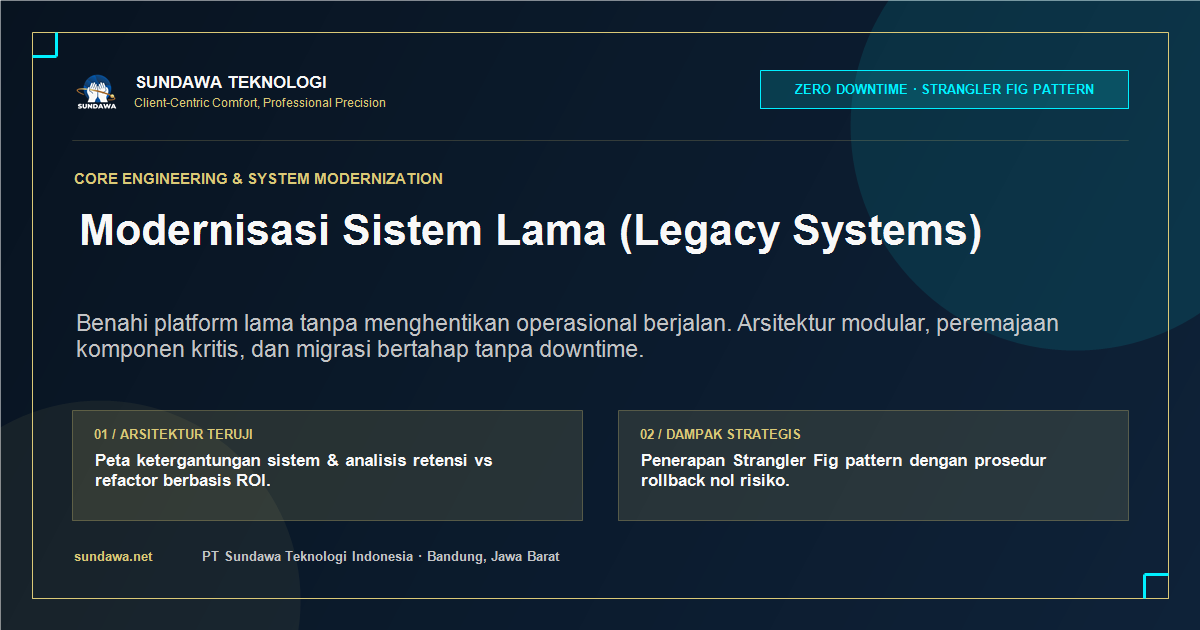 SUNDAWA TEKNOLOGI
Client-Centric Comfort, Professional Precision
SUNDAWA
ZERO DOWNTIME · STRANGLER FIG PATTERN
CORE ENGINEERING & SYSTEM MODERNIZATION
Modernisasi Sistem Lama (Legacy Systems)
Benahi platform lama tanpa menghentikan operasional berjalan. Arsitektur modular, peremajaan
komponen kritis, dan migrasi bertahap tanpa downtime.
01 / ARSITEKTUR TERUJI
Peta ketergantungan sistem & analisis retensi vs
refactor berbasis ROI.
02 / DAMPAK STRATEGIS
Penerapan Strangler Fig pattern dengan prosedur
rollback nol risiko.
sundawa.net
PT Sundawa Teknologi Indonesia · Bandung, Jawa Barat